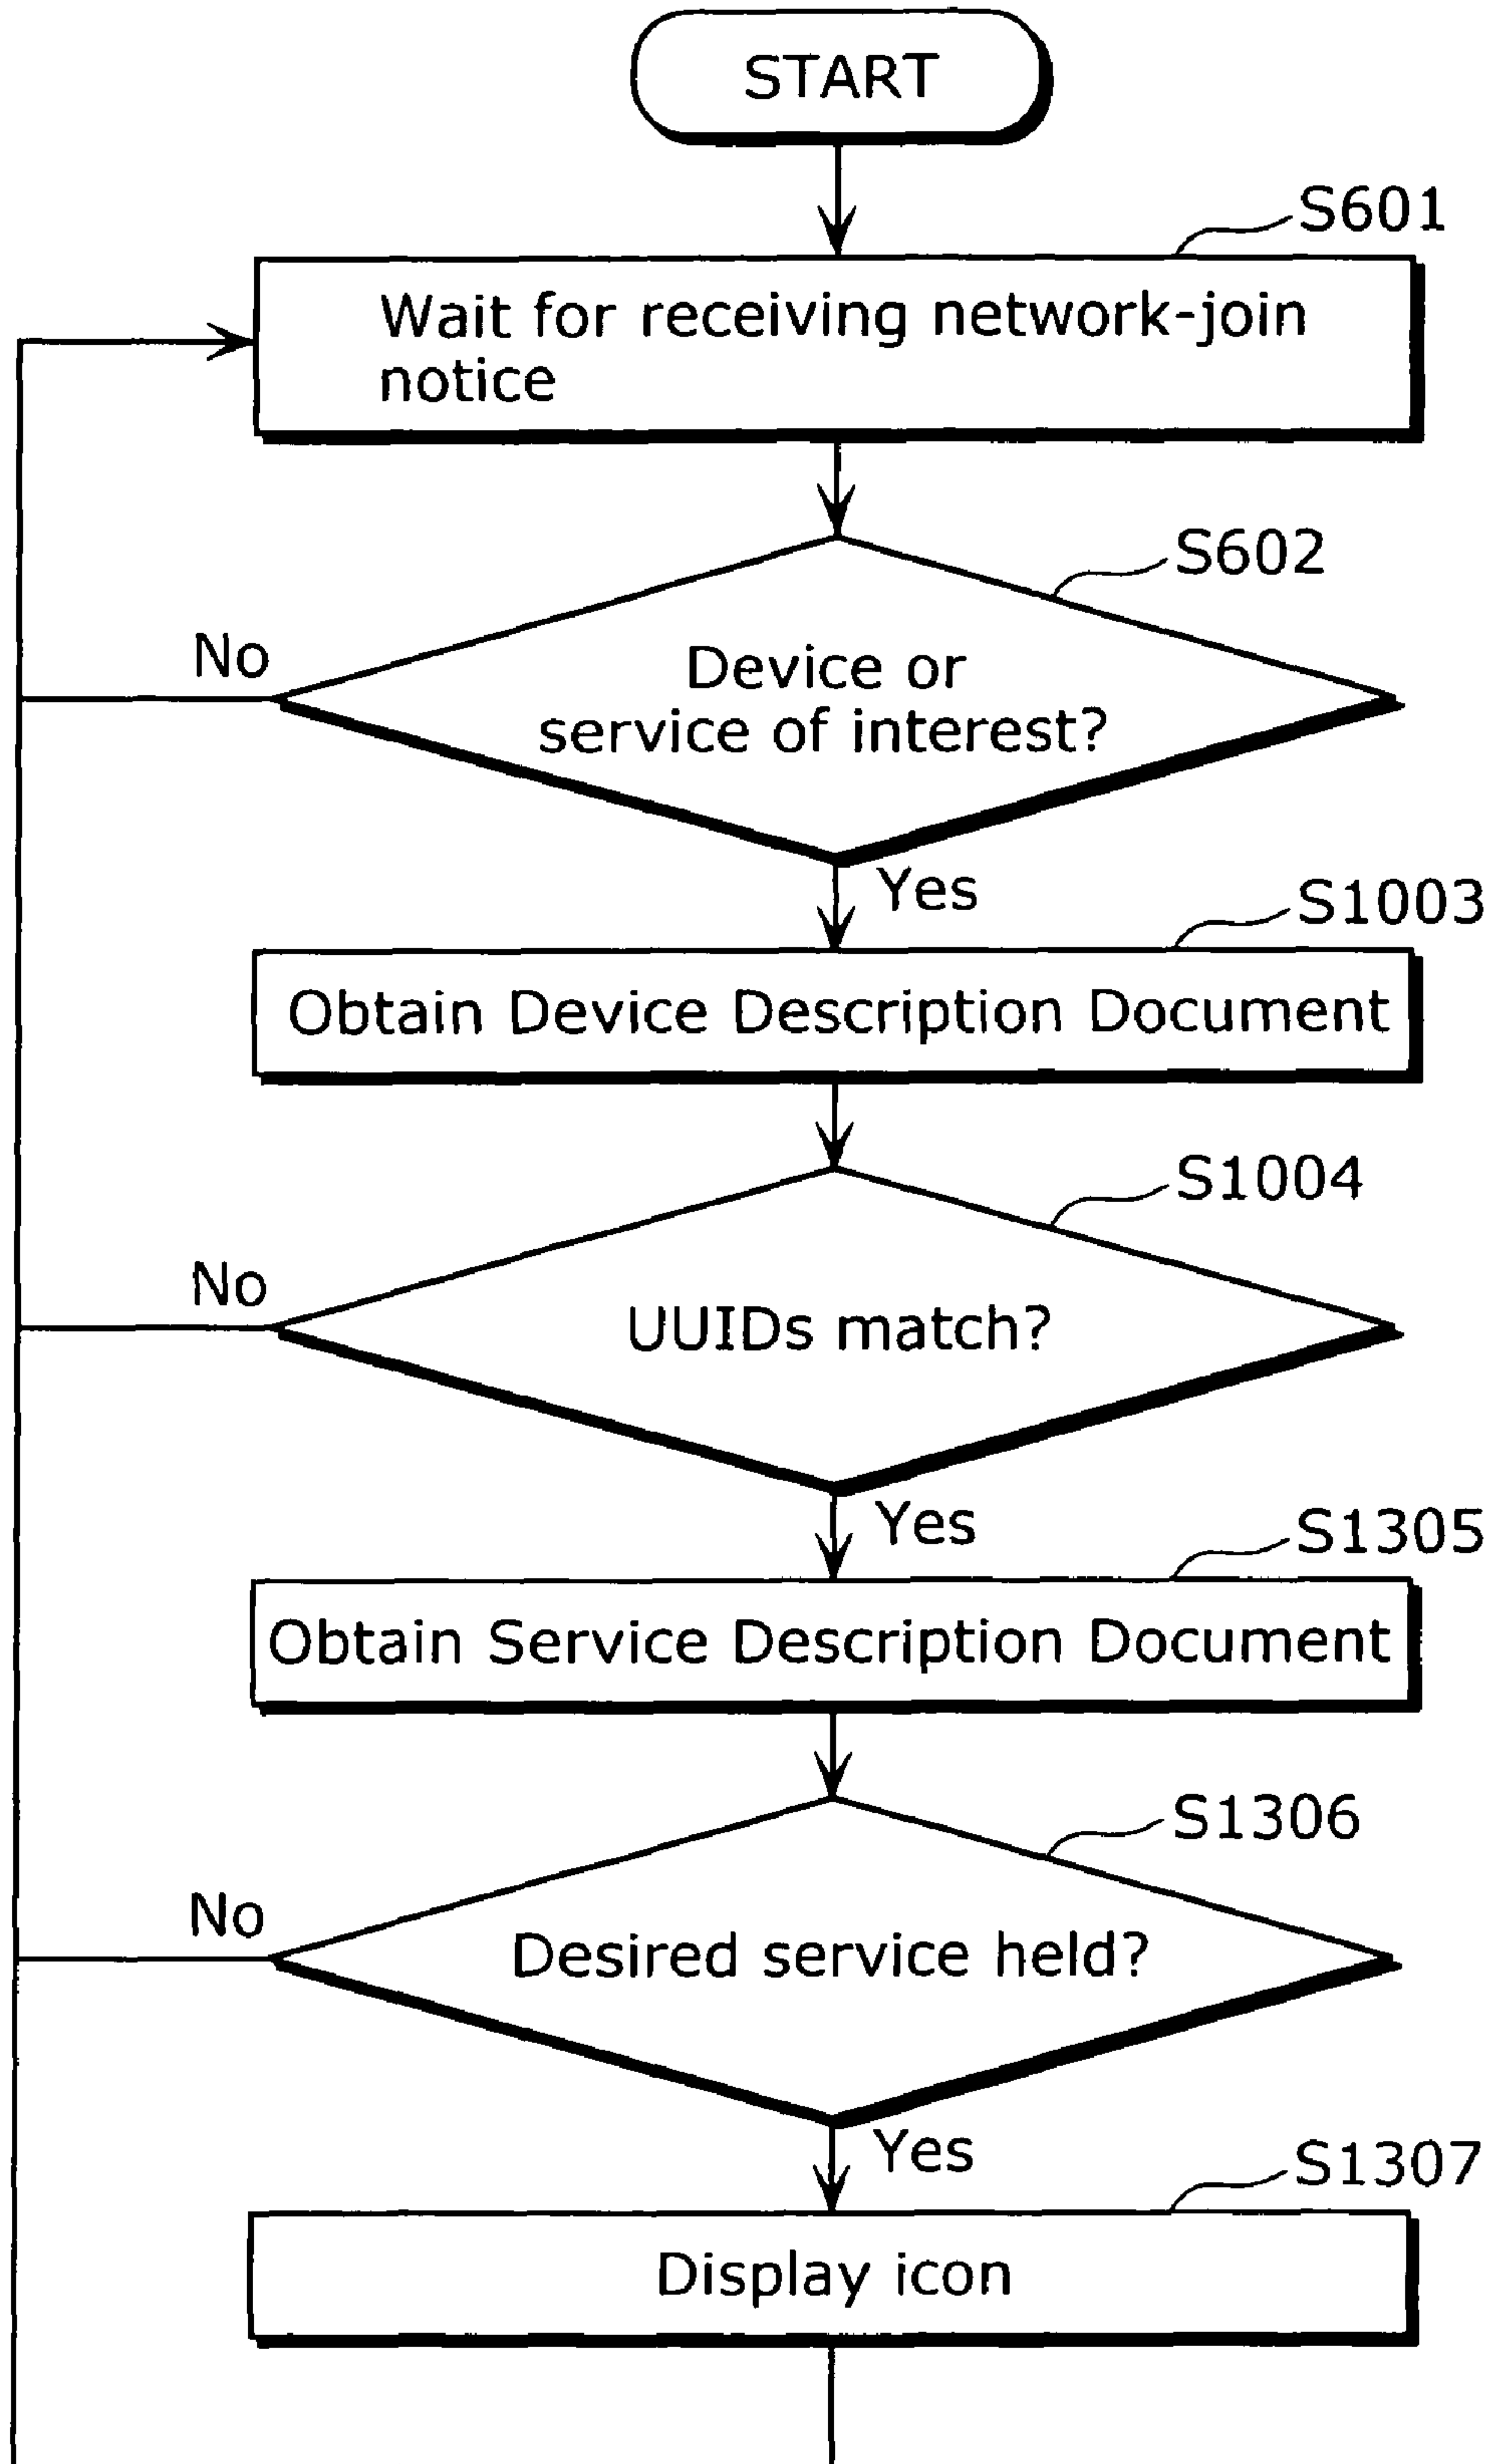 START
S601
Wait for receiving network-join
notice
S602
No
Device or
service of interest?
Yes
S1003
Obtain Device Description Document
S1004
No
UUIDs match?
Yes
S1305
Obtain Service Description Document
S1306
No
Desired service held?
Yes
S1307
Display icon